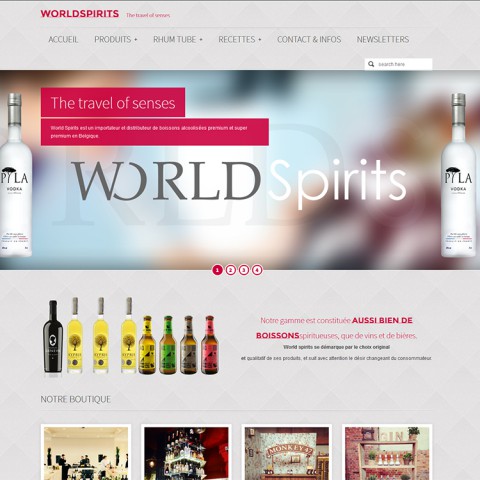 WORLDSPIRITS The travel of senses.
ACCUEIL PRODUITS + RHUM TUBE + RECETTES + CONTACT & INFOS NEWSLETTERS
Search here
The travel of senses
World Spirits est un importateur et distributeur de boissons alcoolisées premium et super
premium en Belgique.
WORLD Spirits
PYLA
VODKA
PYLA
VODKA
1 2 3 4
Notre gamme est constituée AUSSI BIEN DE
BOISSONS spiritueuses, que de vins et de bières.
World spirits se démarque par le choix original
et qualitatif de ses produits, et suit avec attention le désir changeant du consommateur.
NOTRE BOUTIQUE
MONKEY 47
GIN